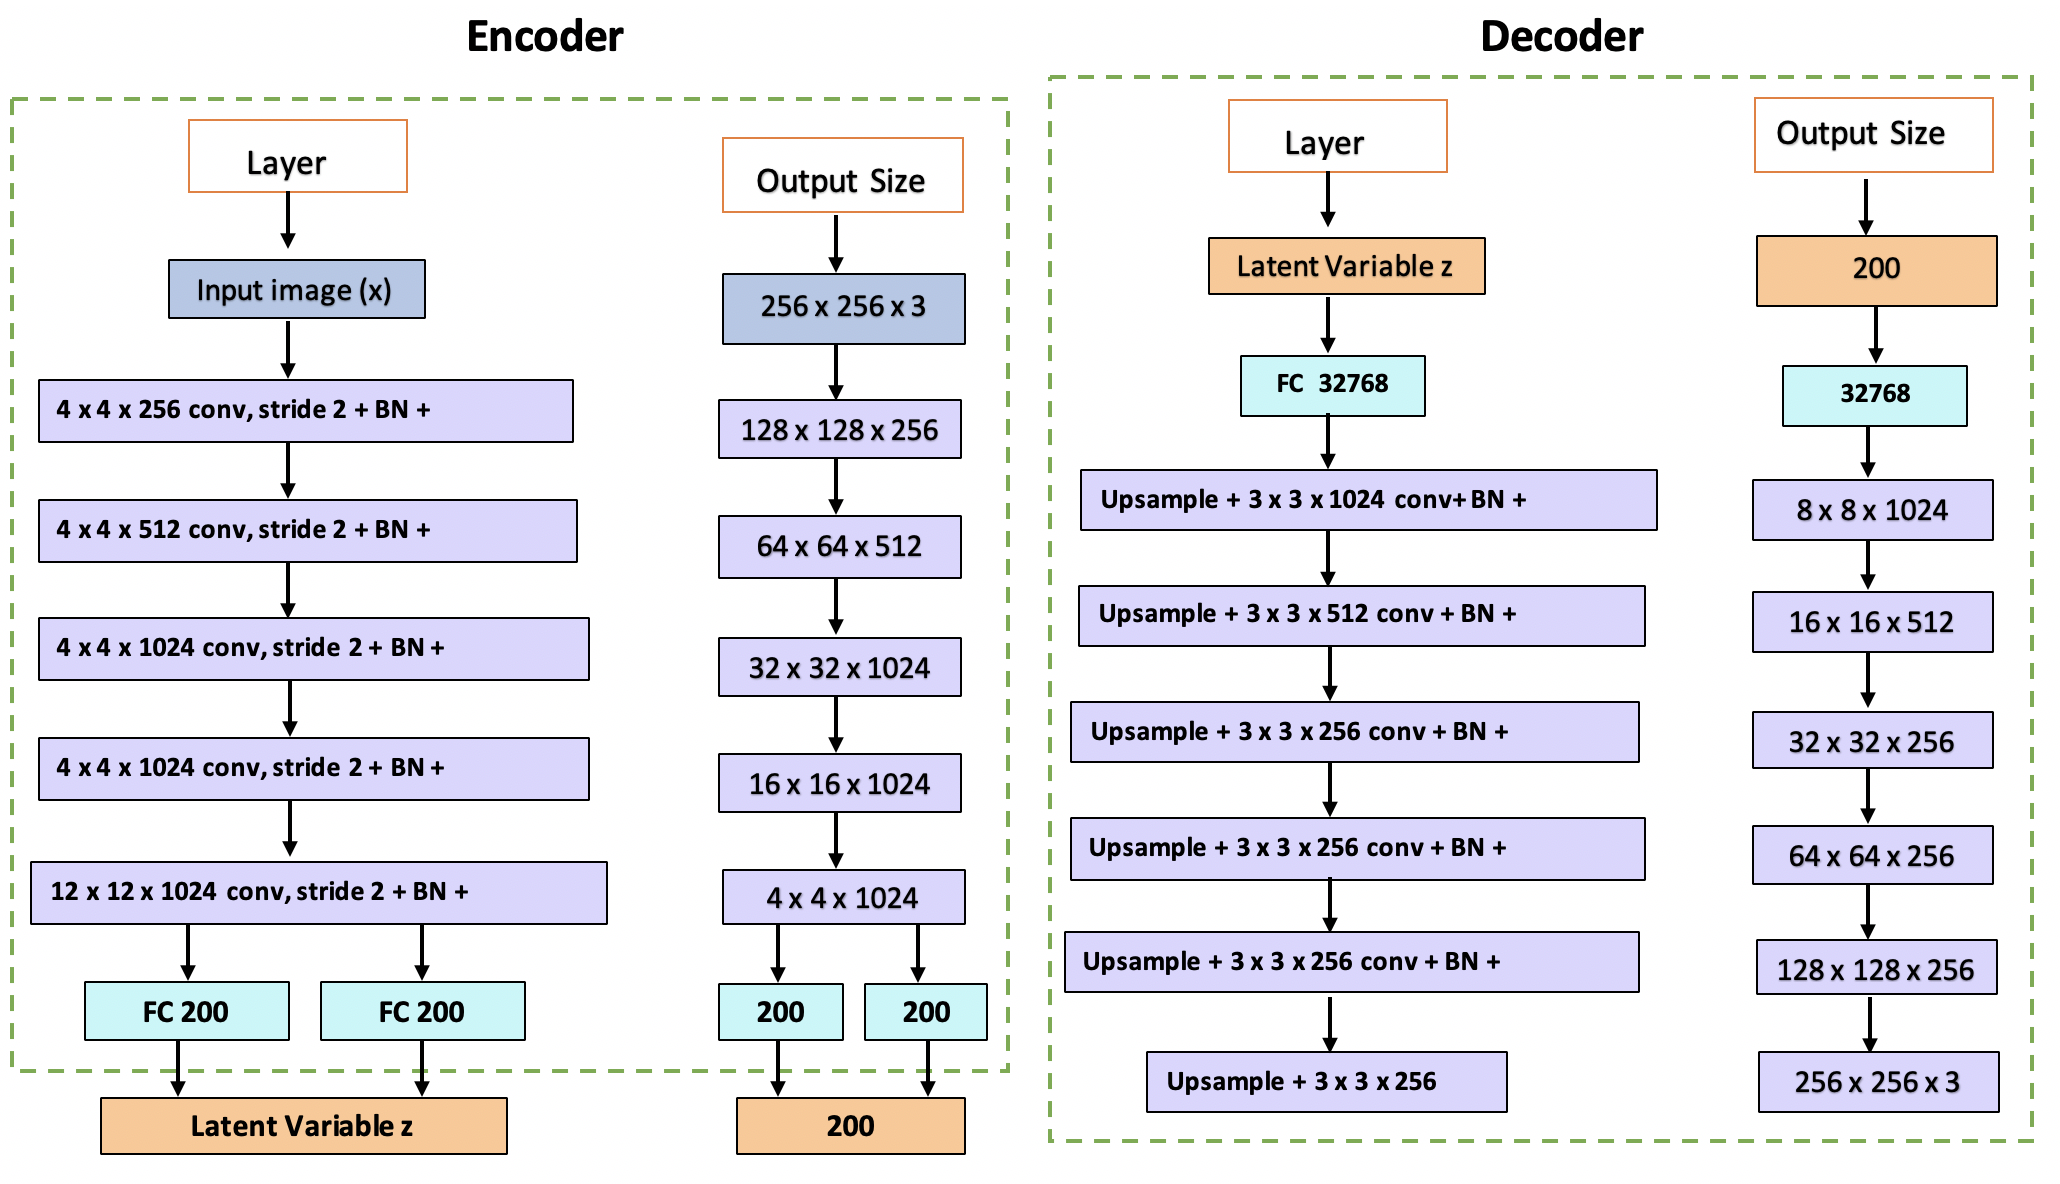 Encoder
Layer
Input image (x)
4 x 4 x 256 conv, stride 2 + BN +
4 x 4 x 512 conv, stride 2 + BN +
4 x 4 x 1024 conv, stride 2 + BN +
4 x 4 x 1024 conv, stride 2 + BN +
12 x 12 x 1024 conv, stride 2 + BN +
FC 200
FC 200
Latent Variable z
Output Size
256 x 256 x 3
128 x 128 x 256
64 x 64 x 512
32 x 32 x 1024
16 x 16 x 1024
4 x 4 x 1024
200
200
200
Decoder
Layer
Latent Variable z
FC 32768
Upsample + 3 x 3 x 1024 conv+ BN +
Upsample + 3 x 3 x 512 conv + BN +
Upsample + 3 x 3 x 256 conv + BN +
Upsample + 3 x 3 x 256 conv + BN +
Upsample + 3 x 3 x 256 conv + BN +
Upsample + 3 x 3 x 256
Output Size
200
32768
8 x 8 x 1024
16 x 16 x 512
32 x 32 x 256
64 x 64 x 256
128 x 128 x 256
256 x 256 x 3